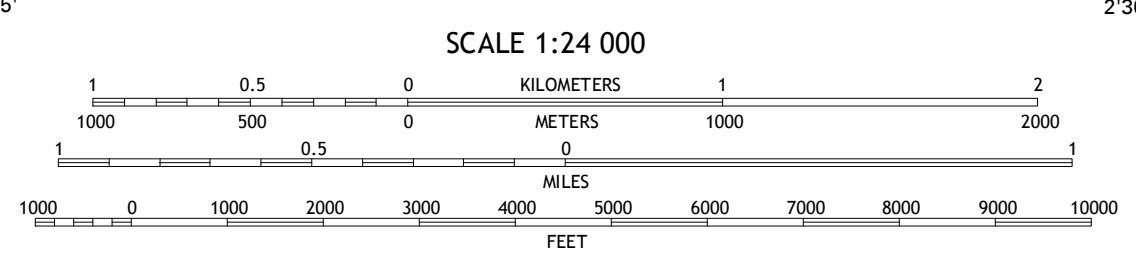 5' 2'30
SCALE 1:24 000
1 0.5 0 KILOMETERS 1 2
1000 500 0 METERS 1000 2000
1 0.5 0 1
MILES
1000 0 1000 2000 3000 4000 5000 6000 7000 8000 9000 10000
FEET